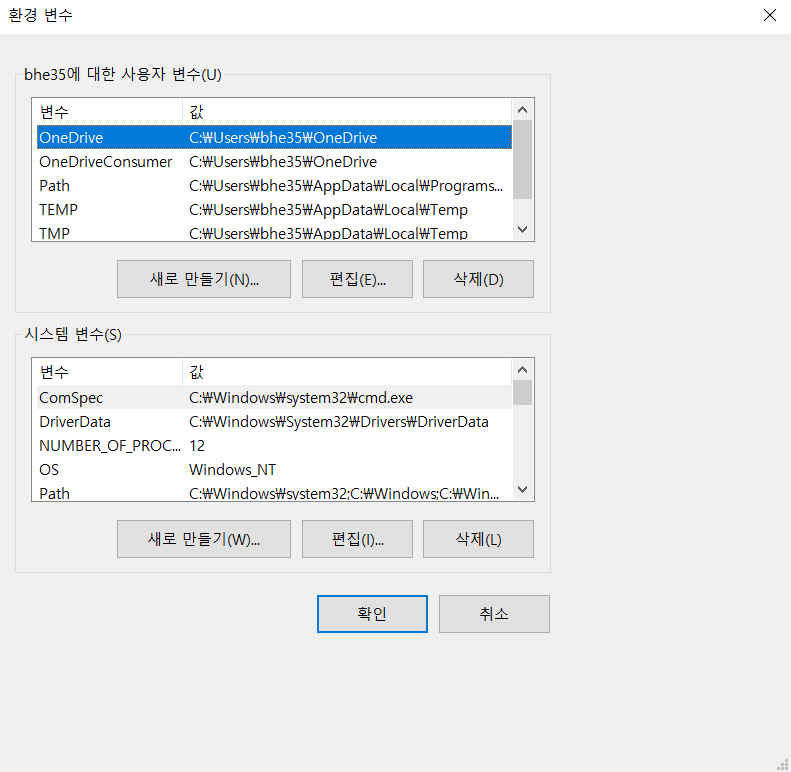 환경 변수
bhe35에 대한 사용자 변수(U)
변수 값
OneDrive C:₩Users₩bhe35₩OneDrive
OneDriveConsumer C:₩Users₩bhe35₩OneDrive
Path C:₩Users₩bhe35₩AppData₩Local₩Programs...
TEMP C:₩Users₩bhe35₩AppData₩Local₩Temp
TMP C:₩Users₩bhe35₩AppData₩Local₩Temp
새로 만들기(N)... 편집(E)... 삭제(D)
시스템 변수(S)
변수 값
ComSpec C:₩Windows₩system32₩cmd.exe
DriverData C:₩Windows₩System32₩Drivers₩DriverData
NUMBER_OF_PROC... 12
OS Windows_NT
Path C:₩Windows₩system32;C:₩Windows;C:₩Win...
새로 만들기(W)... 편집(I)... 삭제(L)
확인 취소